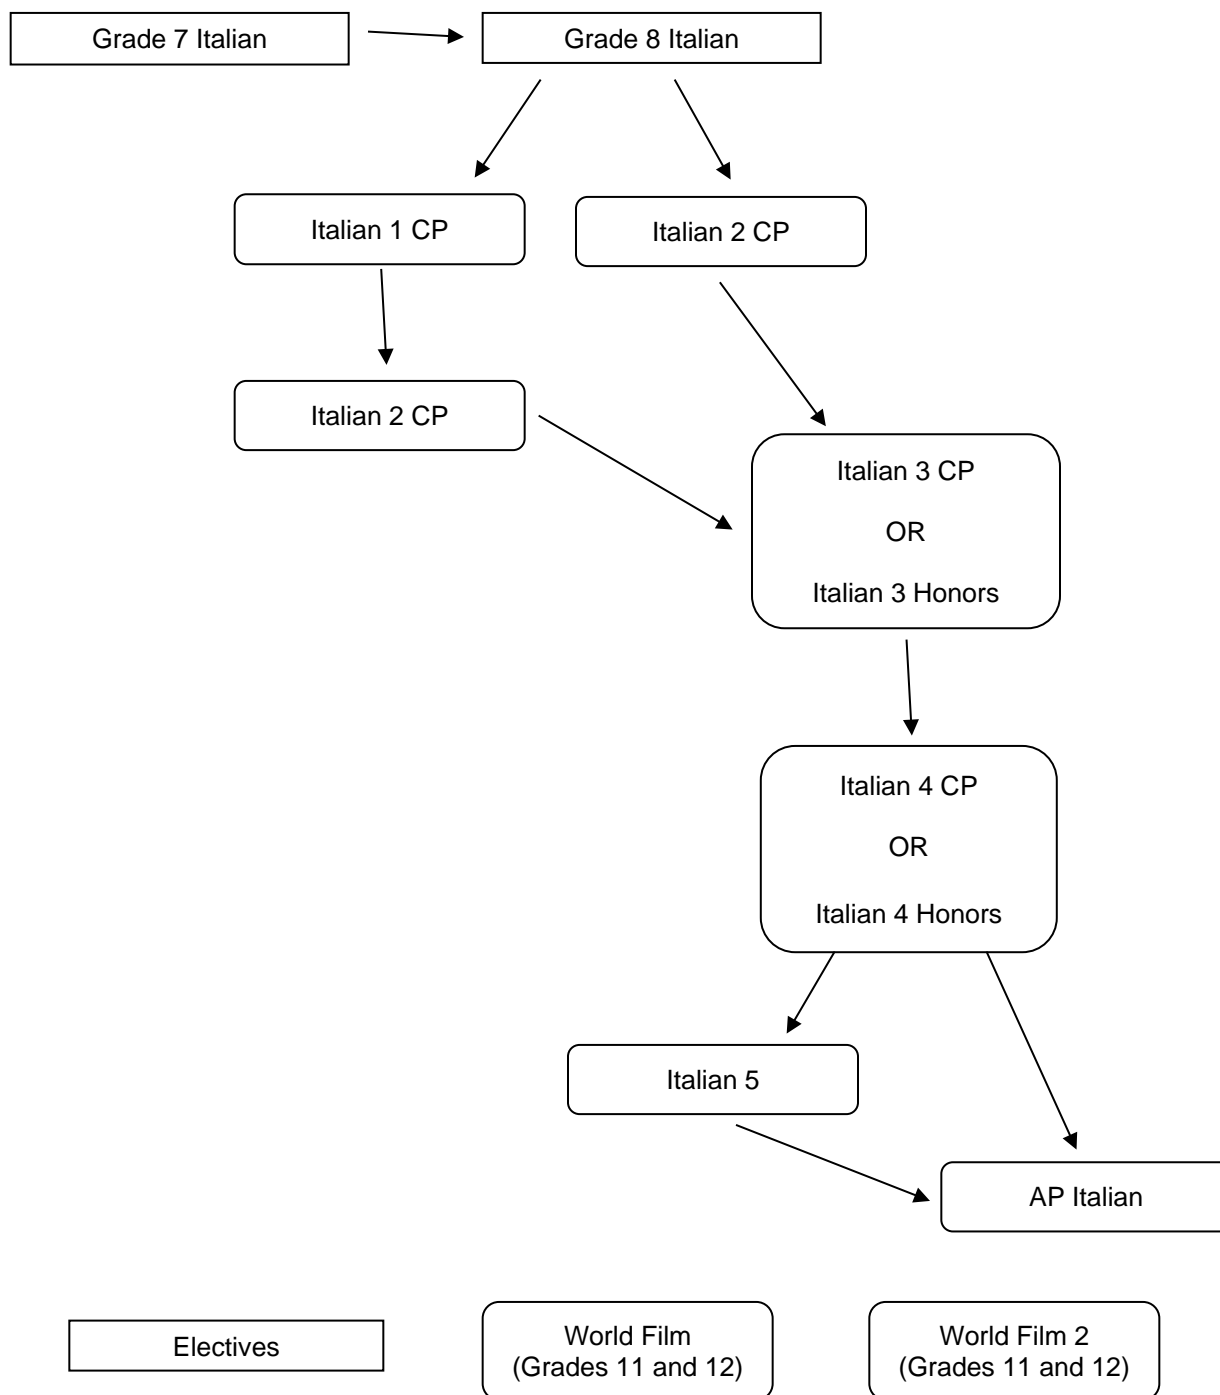 Grade 7 Italian
Grade 8 Italian
Italian 1 CP
Italian 2 CP
Italian 2 CP
Italian 3 CP
OR
Italian 3 Honors
Italian 4 CP
OR
Italian 4 Honors
Italian 5
AP Italian
Electives
World Film
(Grades 11 and 12)
World Film 2
(Grades 11 and 12)